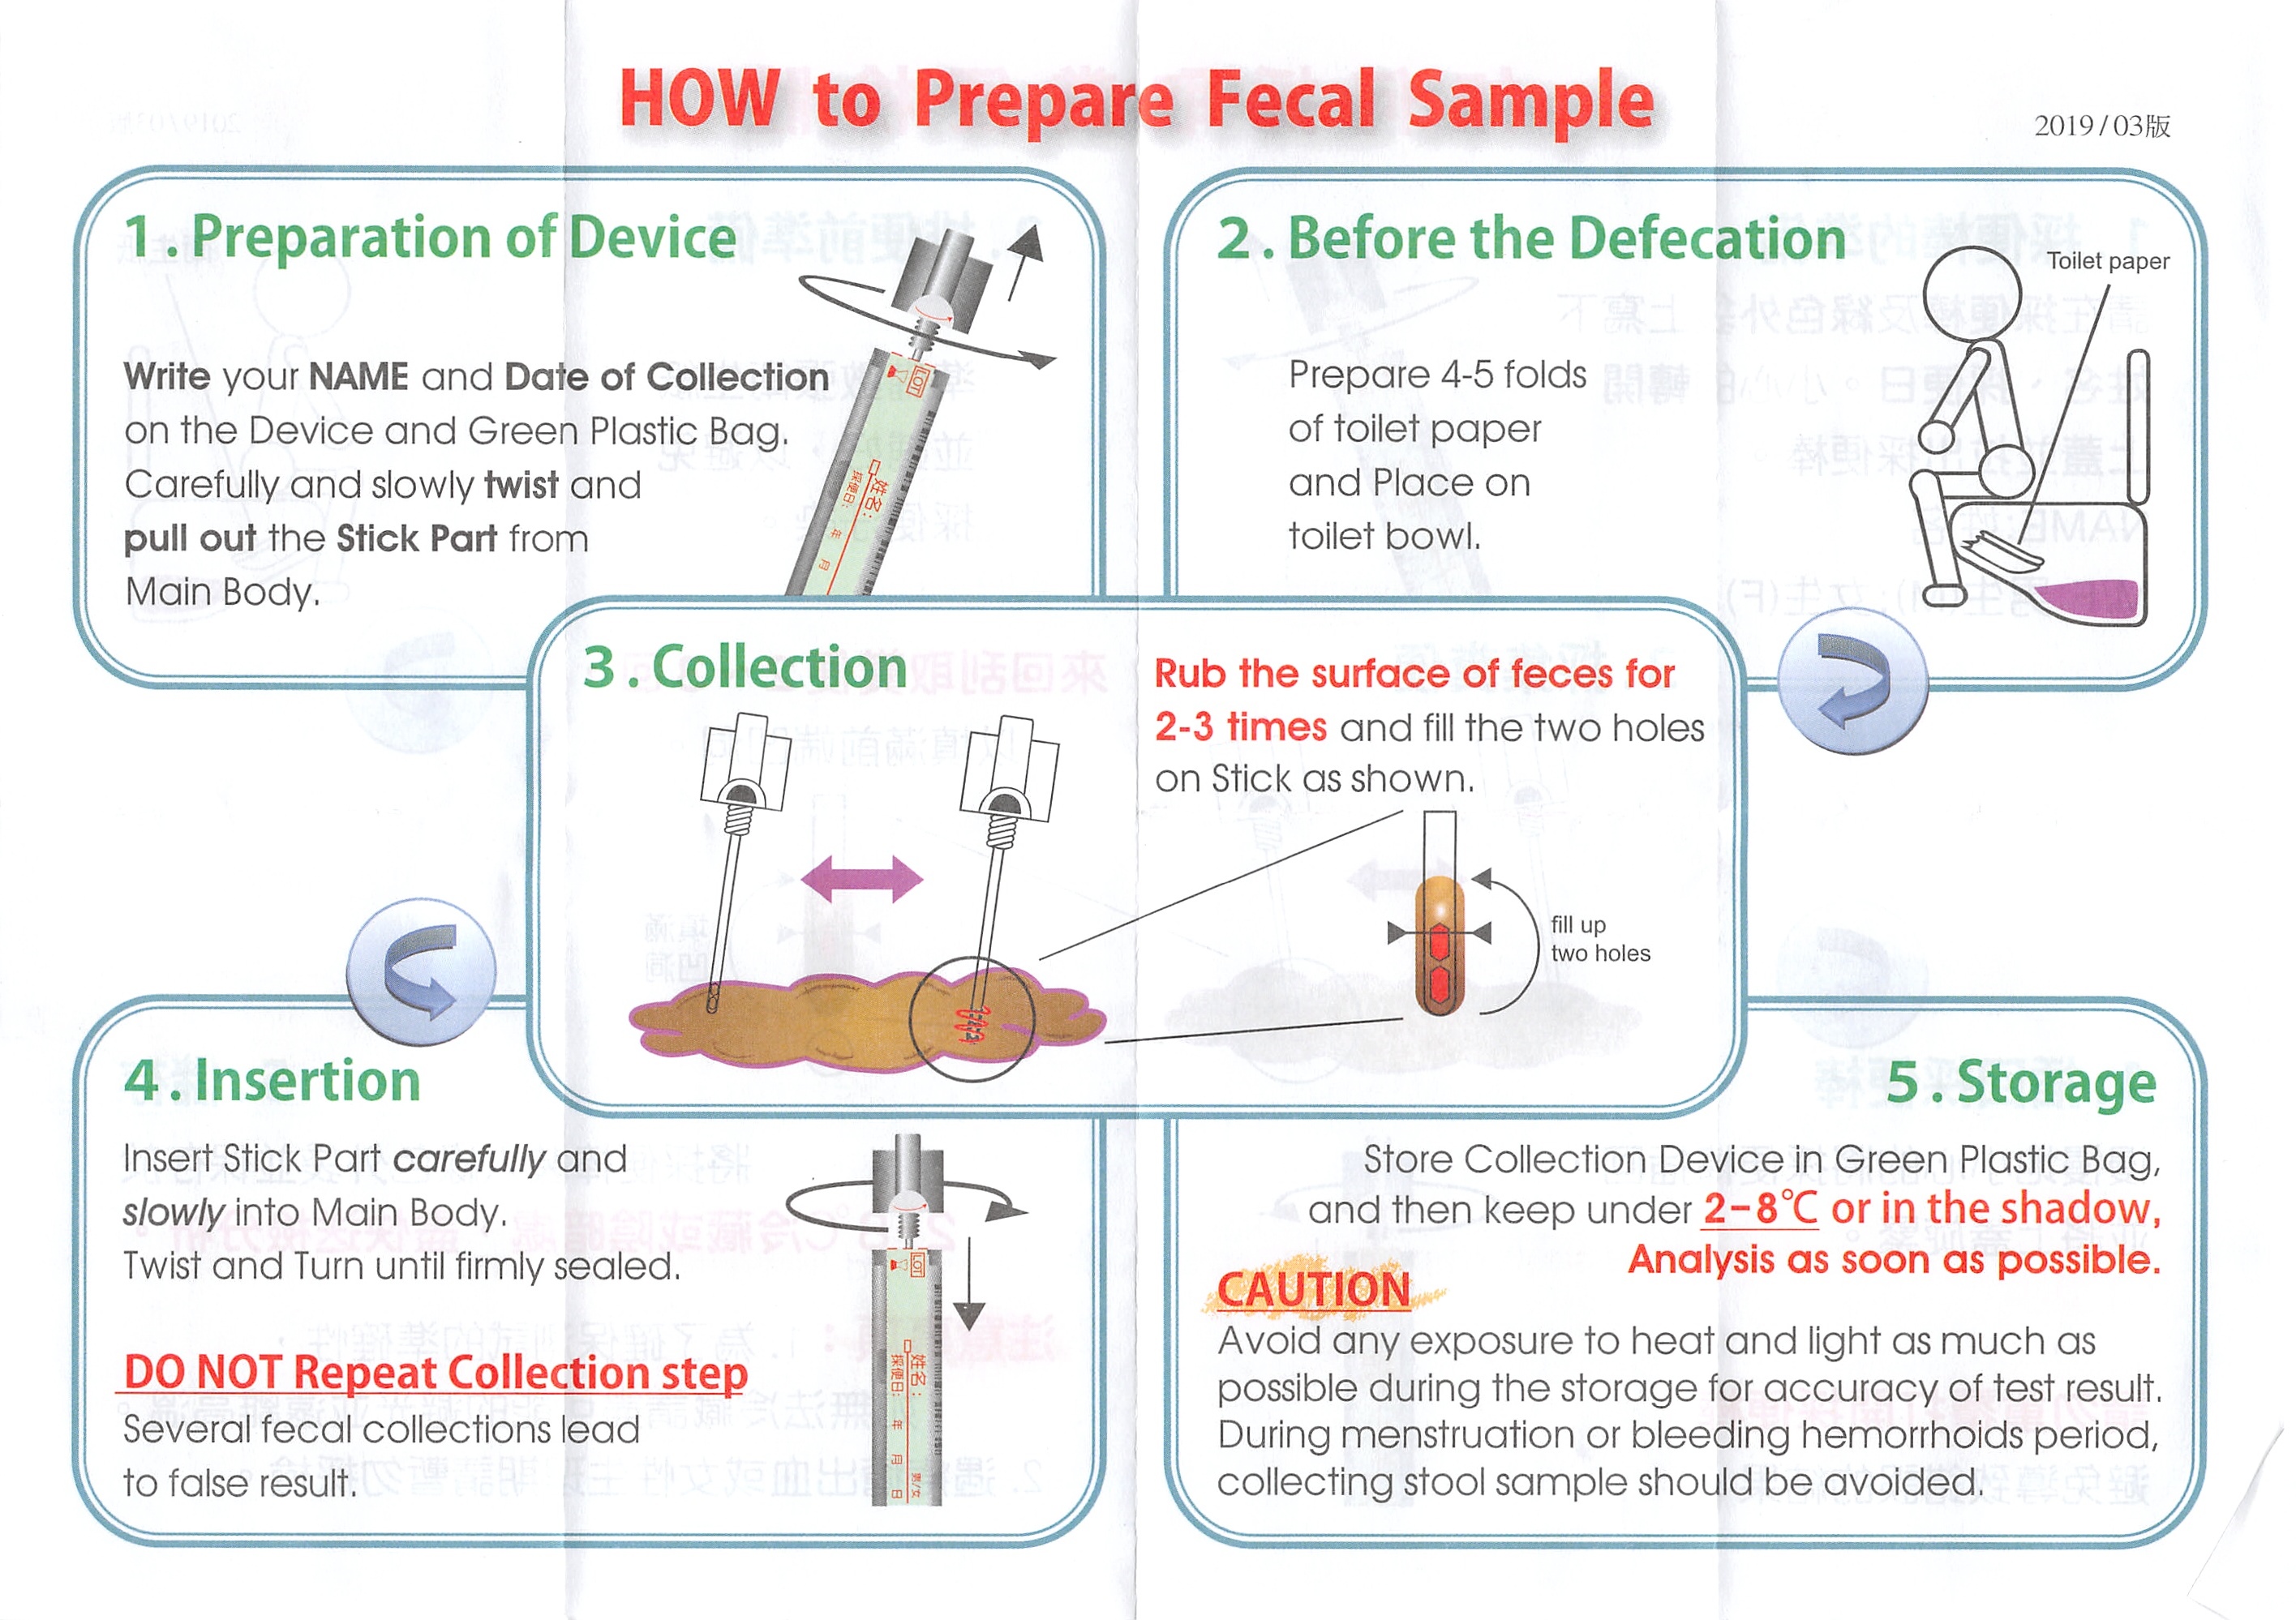 HOW to Prepare Fecal Sample
2019/03版
1. Preparation of Device
Write your NAME and Date of Collection
on the Device and Green Plastic Bag.
Carefully and slowly twist and
pull out the Stick Part from
Main Body.
LOT
姓名:
採便日: 年 月
2. Before the Defecation
Toilet paper
Prepare 4-5 folds
of toilet paper
and Place on
toilet bowl.
3. Collection
Rub the surface of feces for
2-3 times and fill the two holes
on Stick as shown.
fill up
two holes
4. Insertion
Insert Stick Part carefully and
slowly into Main Body.
Twist and Turn until firmly sealed.
DO NOT Repeat Collection step
Several fecal collections lead
to false result.
LOT
姓名: 男/女
採便日: 年 月 日
5. Storage
Store Collection Device in Green Plastic Bag,
and then keep under 2-8℃ or in the shadow,
Analysis as soon as possible.
CAUTION
Avoid any exposure to heat and light as much as
possible during the storage for accuracy of test result.
During menstruation or bleeding hemorrhoids period,
collecting stool sample should be avoided.